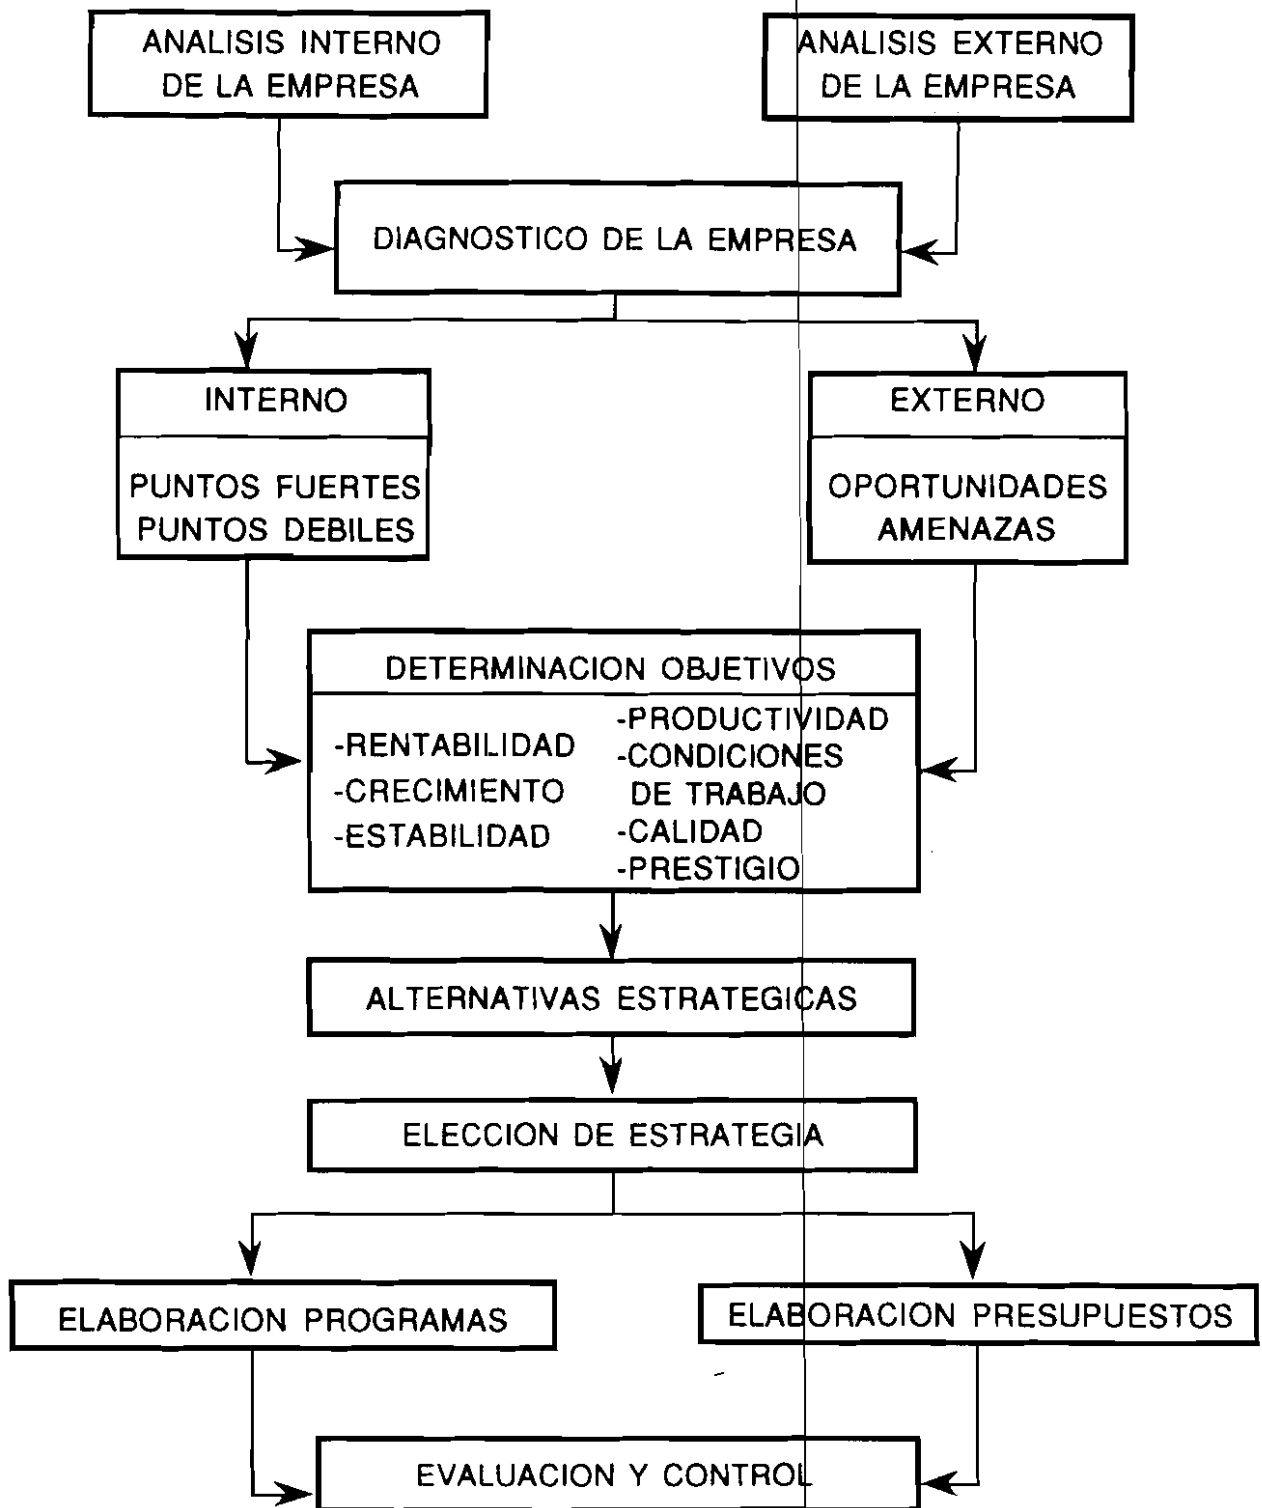 ANALISIS INTERNO
DE LA EMPRESA
ANALISIS EXTERNO
DE LA EMPRESA
DIAGNOSTICO DE LA EMPRESA
INTERNO
PUNTOS FUERTES
PUNTOS DEBILES
EXTERNO
OPORTUNIDADES
AMENAZAS
DETERMINACION OBJETIVOS
-RENTABILIDAD
-CRECIMIENTO
-ESTABILIDAD
-PRODUCTIVIDAD
-CONDICIONES
DE TRABAJO
-CALIDAD
-PRESTIGIO
ALTERNATIVAS ESTRATEGICAS
ELECCION DE ESTRATEGIA
ELABORACION PROGRAMAS
ELABORACION PRESUPUESTOS
EVALUACION Y CONTROL